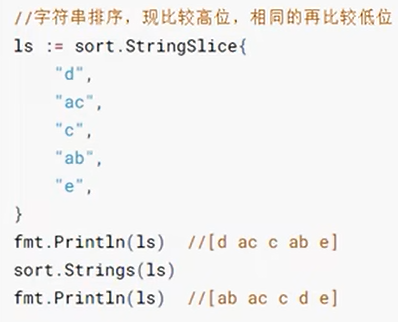 //字符串排序，现比较高位，相同的再比较低位
ls := sort.StringSlice{
    "d",
    "ac",
    "c",
    "ab",
    "e",
}
fmt.Println(ls)  //[d ac c ab e]
sort.Strings(ls)
fmt.Println(ls)  //[ab ac c d e]